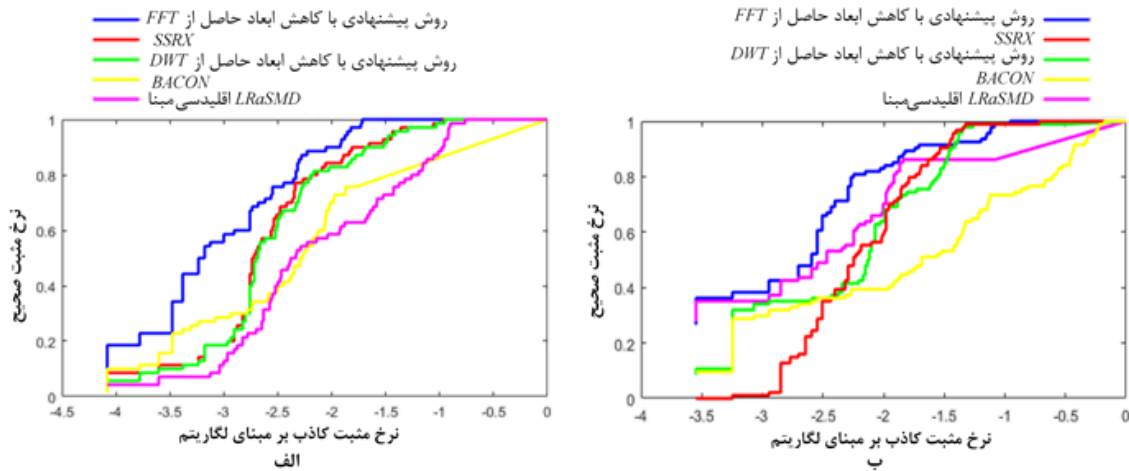 روش پیشنهادی با کاهش ابعاد حاصل از FFT
SSRX
روش پیشنهادی با کاهش ابعاد حاصل از DWT
BACON
LRaSMD اقلیدسی‌مبنا
1
0.8
0.6
0.4
0.2
0
-4.5 -4 -3.5 -3 -2.5 -2 -1.5 -1 -0.5 0
نرخ مثبت صحیح
نرخ مثبت کاذب بر مبنای لگاریتم
الف
روش پیشنهادی با کاهش ابعاد حاصل از FFT
SSRX
روش پیشنهادی با کاهش ابعاد حاصل از DWT
BACON
LRaSMD اقلیدسی‌مبنا
1
0.8
0.6
0.4
0.2
0
-4 -3.5 -3 -2.5 -2 -1.5 -1 -0.5 0
نرخ مثبت صحیح
نرخ مثبت کاذب بر مبنای لگاریتم
ب